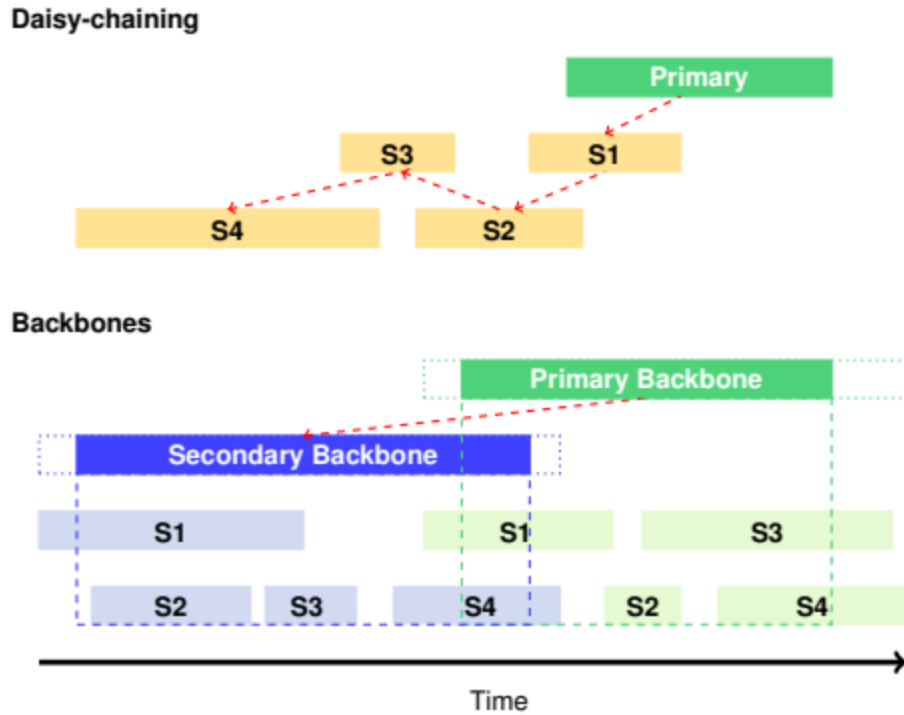 Daisy-chaining
Primary
S3 S1
S4 S2
Backbones
Primary Backbone
Secondary Backbone
S1 S1 S3
S2 S3 S4 S2 S4
Time